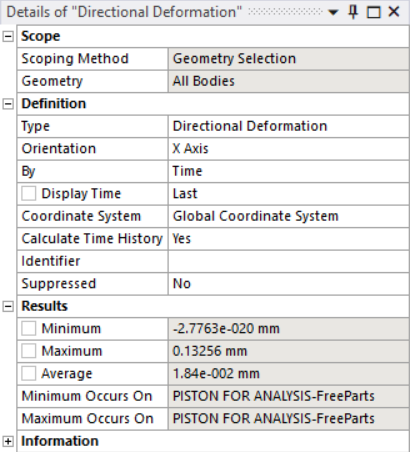 Details of "Directional Deformation"
Scope
Scoping Method Geometry Selection
Geometry All Bodies
Definition
Type Directional Deformation
Orientation X Axis
By Time
Display Time Last
Coordinate System Global Coordinate System
Calculate Time History Yes
Identifier
Suppressed No
Results
Minimum -2.7763e-020 mm
Maximum 0.13256 mm
Average 1.84e-002 mm
Minimum Occurs On PISTON FOR ANALYSIS-FreeParts
Maximum Occurs On PISTON FOR ANALYSIS-FreeParts
Information